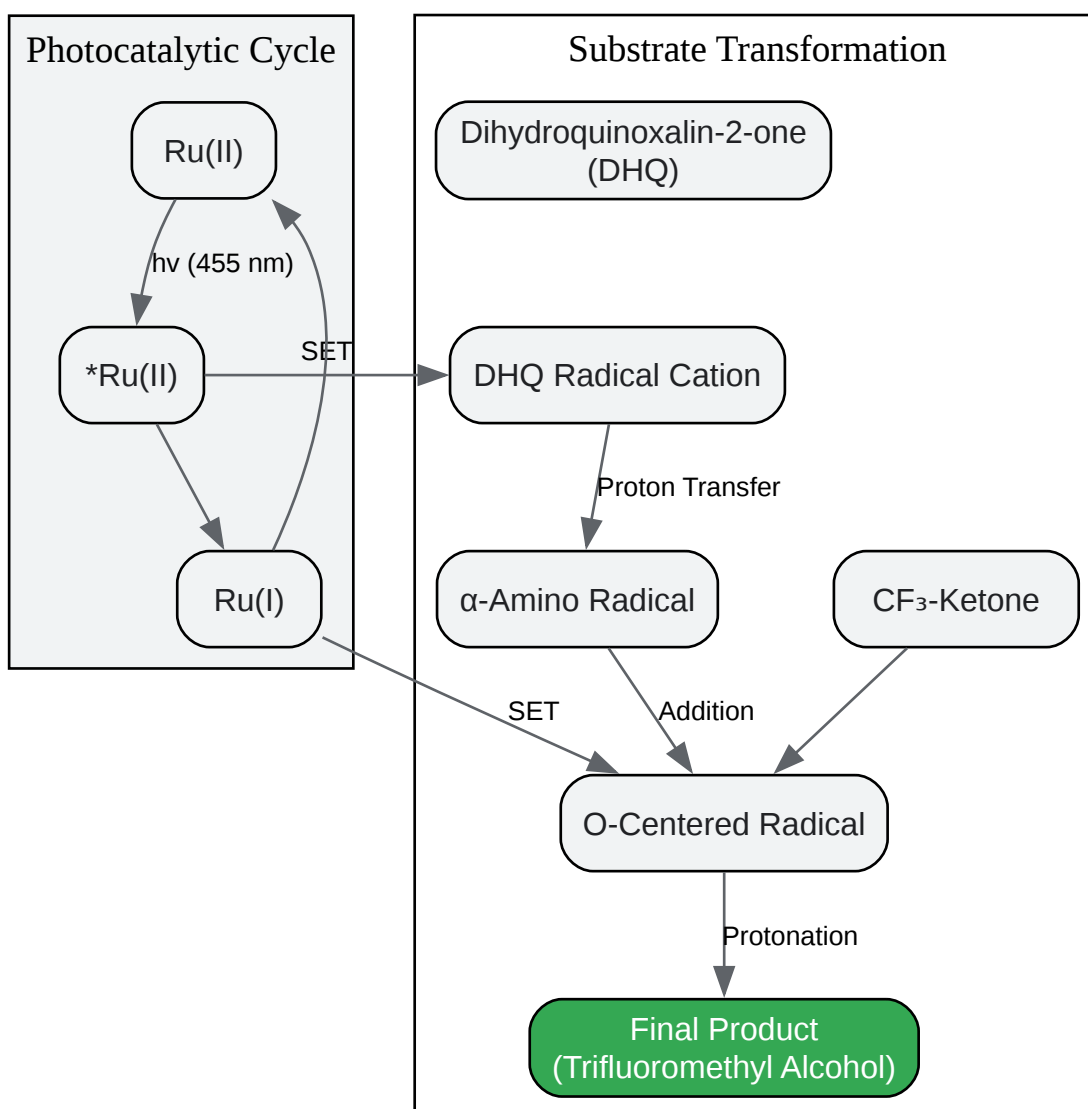 Photocatalytic Cycle
Substrate Transformation
Ru(II)
Dihydroquinoxalin-2-one
(DHQ)
hv (455 nm)
*Ru(II)
SET
DHQ Radical Cation
Proton Transfer
Ru(I)
α-Amino Radical
CF₃-Ketone
SET
Addition
O-Centered Radical
Protonation
Final Product
(Trifluoromethyl Alcohol)